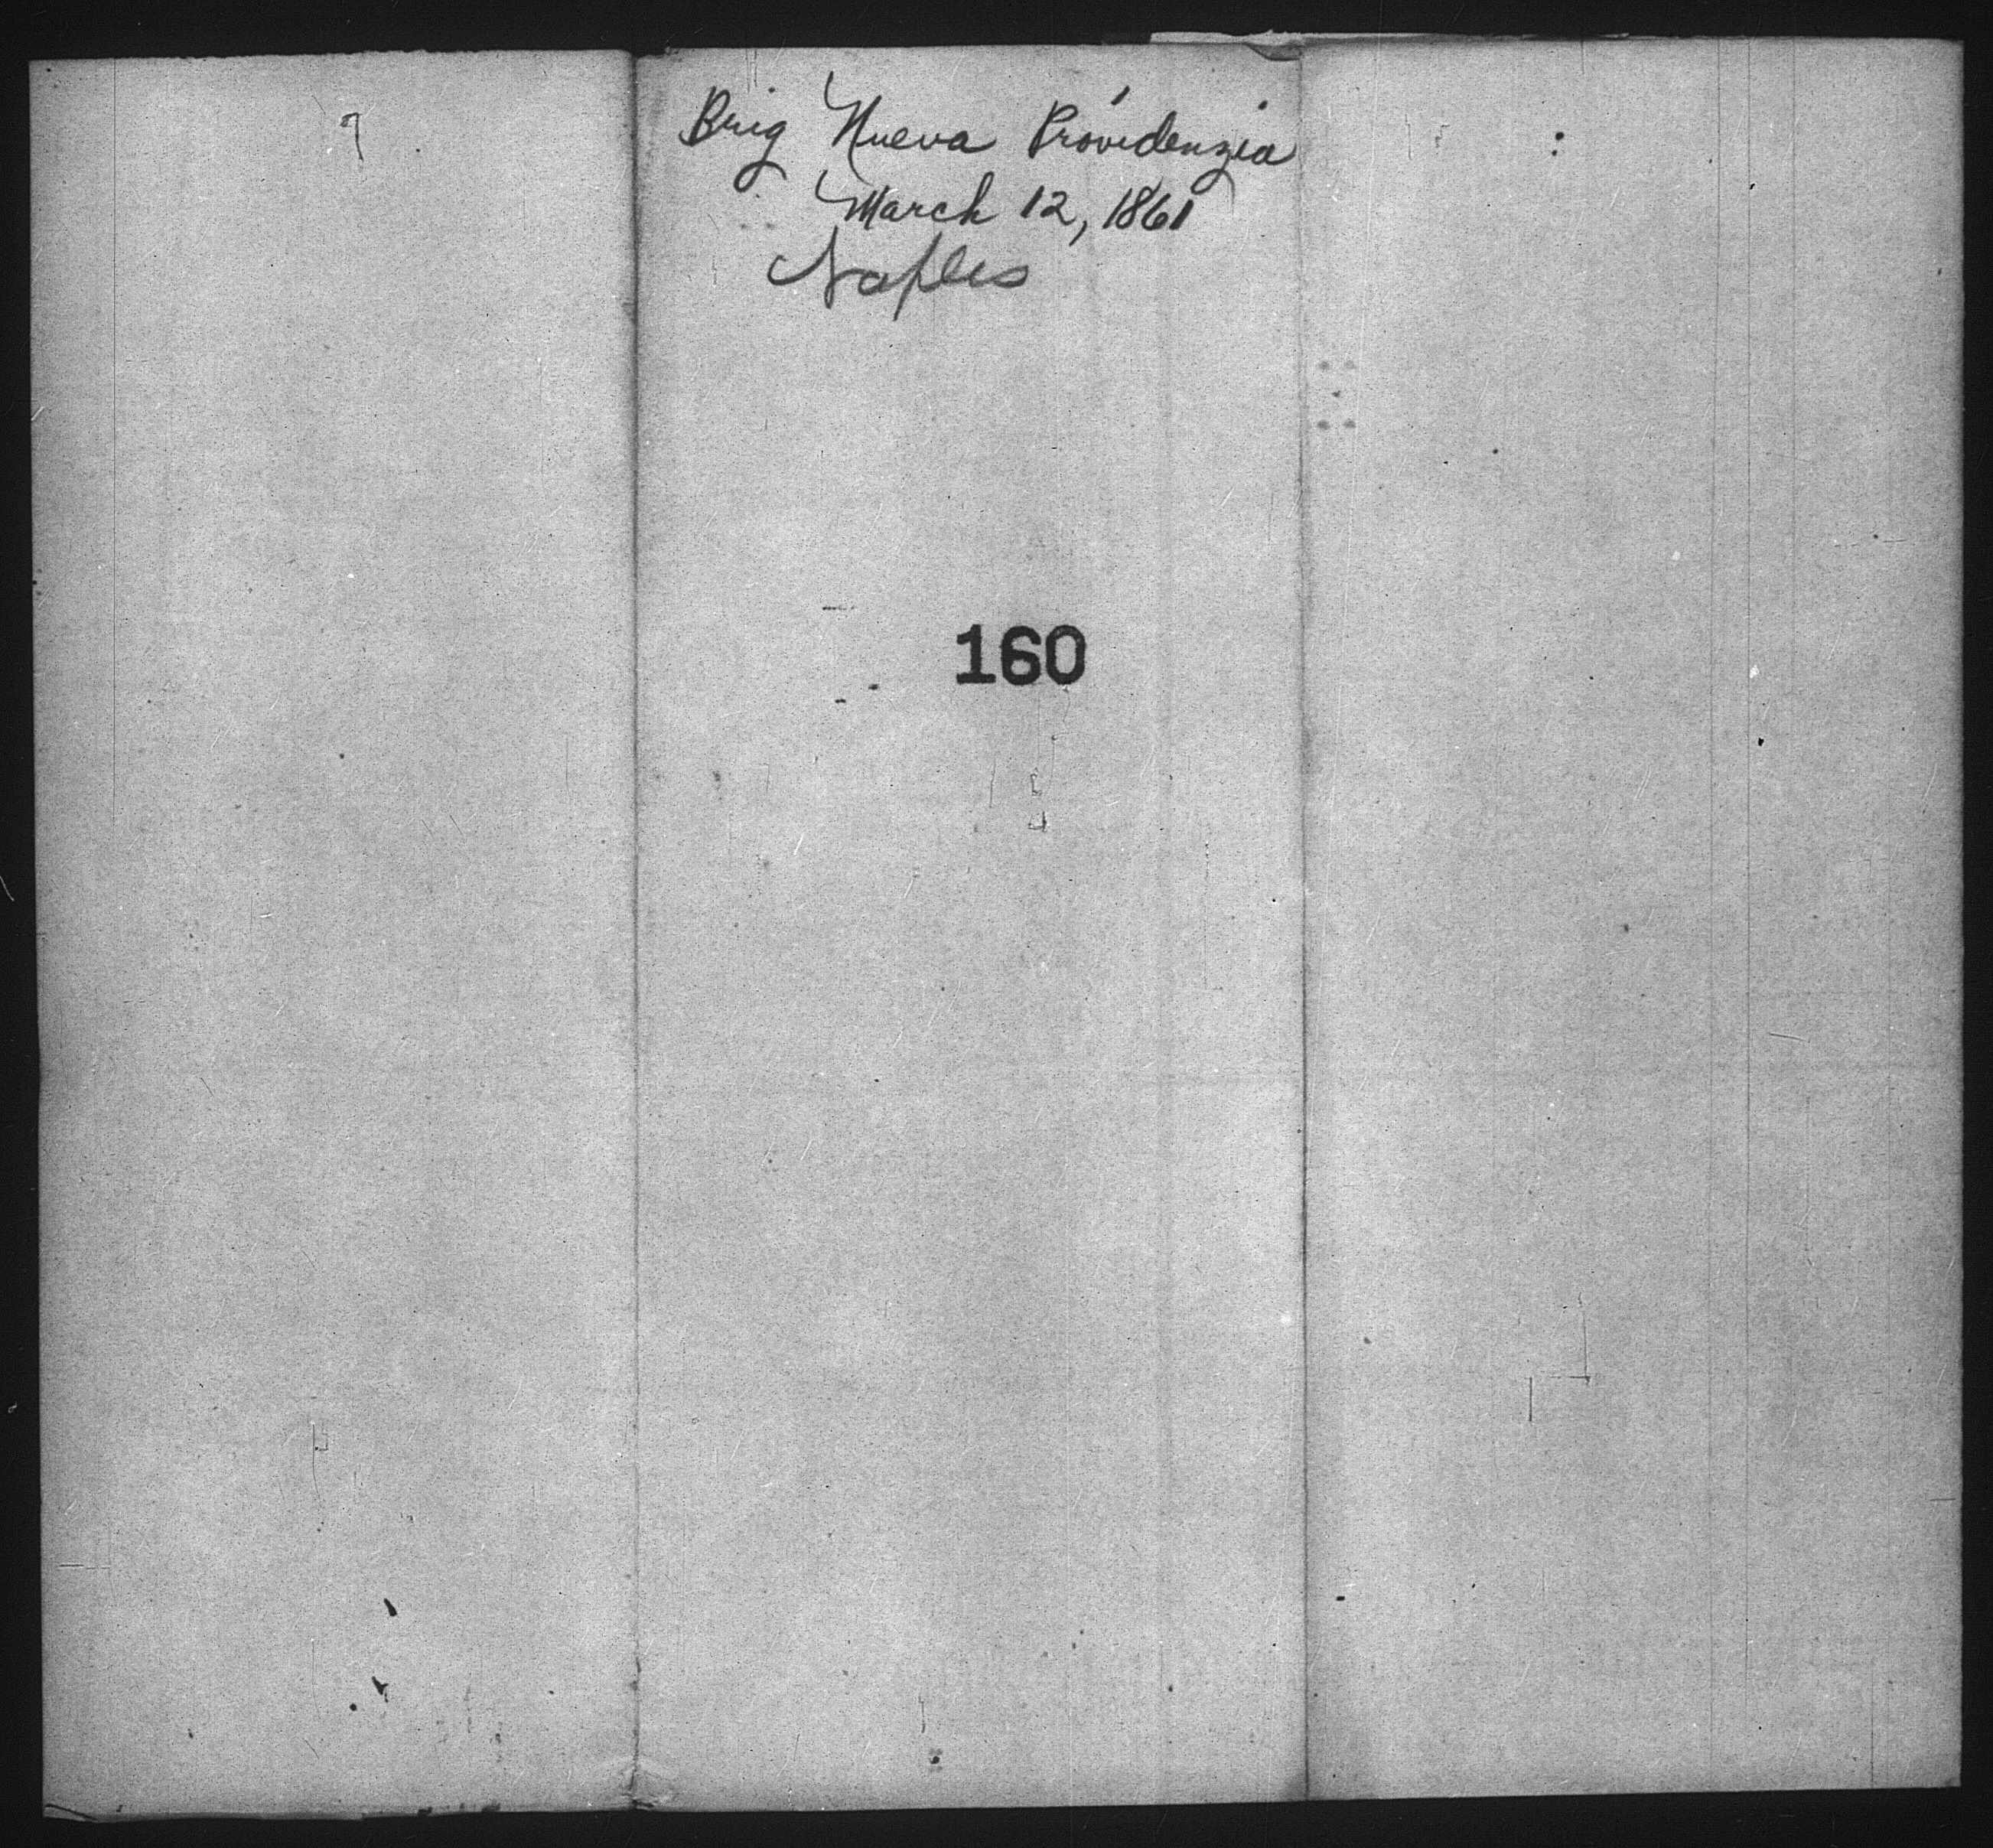 Brig Nueva Providenzia
March 12, 1861
Naples
160